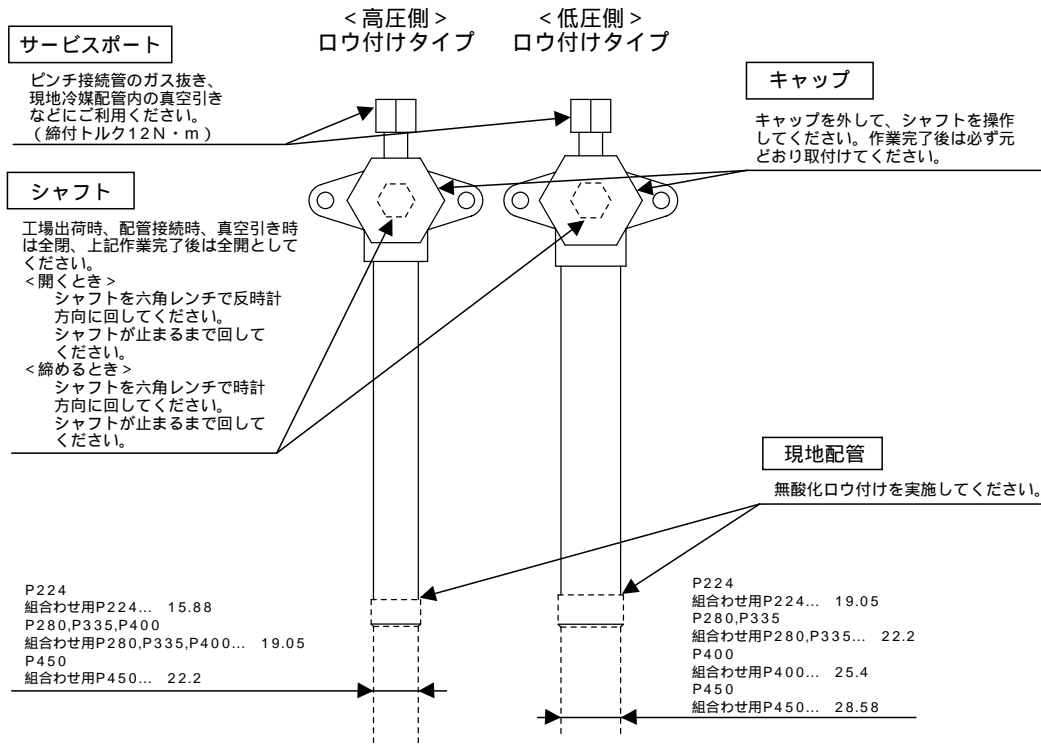 <高圧側>
ロウ付けタイプ
<低圧側>
ロウ付けタイプ
サービスポート
ピンチ接続管のガス抜き、
現地冷媒配管内の真空引き
などにご利用ください。
(締付トルク12N・m)
キャップ
キャップを外して、シャフトを操作
してください。作業完了後は必ず元
どおり取付けてください。
シャフト
工場出荷時、配管接続時、真空引き時
は全閉、上記作業完了後は全開として
ください。
<開くとき>
シャフトを六角レンチで反時計
方向に回してください。
シャフトが止まるまで回して
ください。
<締めるとき>
シャフトを六角レンチで時計
方向に回してください。
シャフトが止まるまで回して
ください。
現地配管
無酸化ロウ付けを実施してください。
P224
組合わせ用P224... 15.88
P280,P335,P400
組合わせ用P280,P335,P400... 19.05
P450
組合わせ用P450... 22.2
P224
組合わせ用P224... 19.05
P280,P335
組合わせ用P280,P335... 22.2
P400
組合わせ用P400... 25.4
P450
組合わせ用P450... 28.58